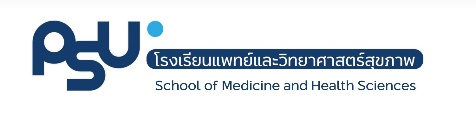 PSU
โรงเรียนแพทย์และวิทยาศาสตร์สุขภาพ
School of Medicine and Health Sciences